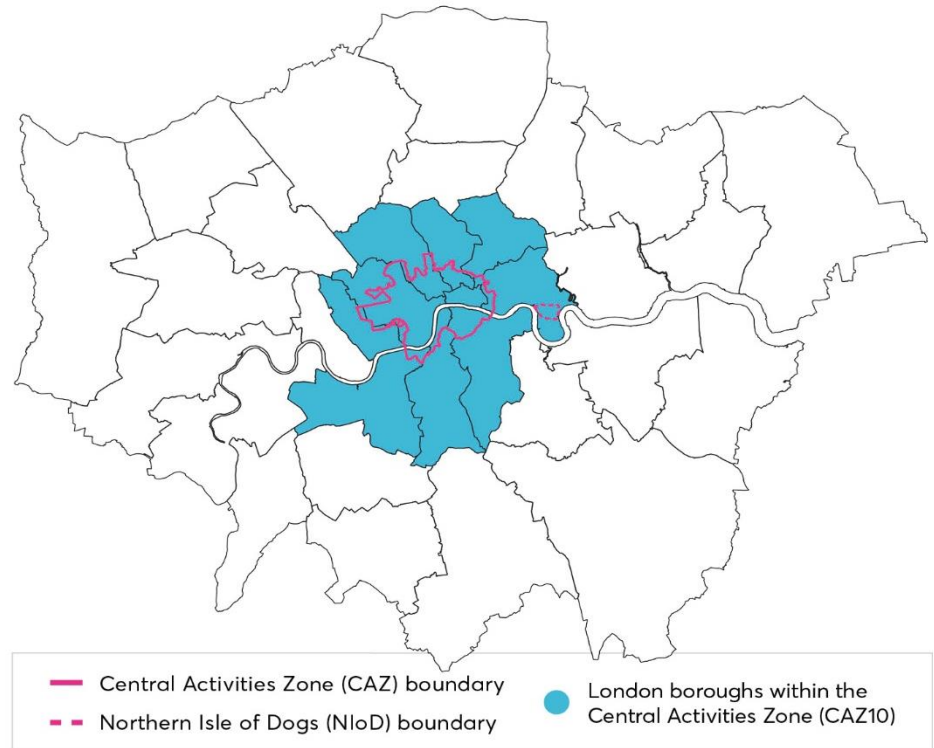 Central Activities Zone (CAZ) boundary
Northern Isle of Dogs (NIoD) boundary
London boroughs within the
Central Activities Zone (CAZ10)